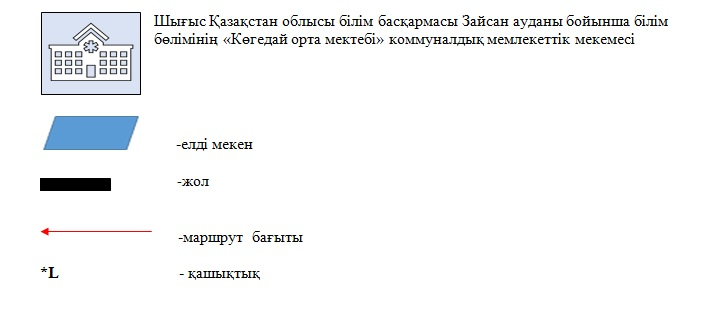 Шығыс Қазақстан облысы білім басқармасы Зайсан ауданы бойынша білім
бөлімінің «Көгедай орта мектебі» коммуналдық мемлекеттік мекемесі
-елді мекен
-жол
-маршрут бағыты
*L - қашықтық